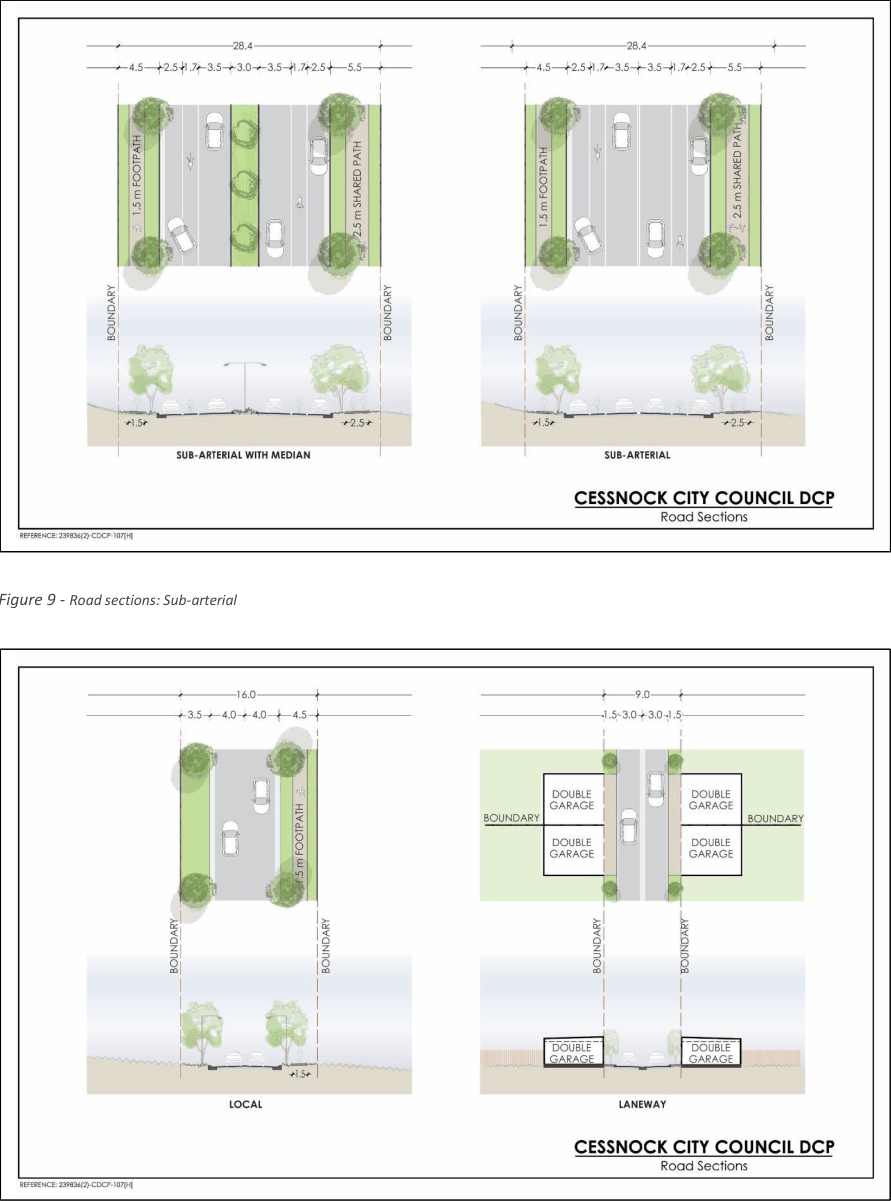 28.4
4.5 2.5 1.7 3.5 3.0 3.5 1.7 2.5 5.5
1.5 m FOOTPATH
2.5 m SHARED PATH
BOUNDARY
BOUNDARY
1.5
2.5
SUB-ARTERIAL WITH MEDIAN
28.4
4.5 2.5 1.7 3.5 3.5 1.7 2.5 5.5
1.5 m FOOTPATH
2.5 m SHARED PATH
BOUNDARY
BOUNDARY
1.5
2.5
SUB-ARTERIAL
CESSNOCK CITY COUNCIL DCP
Road Sections
REFERENCE: 239836(2)-CDCP-107[H]
Figure 9 - Road sections: Sub-arterial
16.0
3.5 4.0 4.0 4.5
1.5 m FOOTPATH
BOUNDARY
BOUNDARY
1.5
LOCAL
9.0
1.5 3.0 3.0 1.5
DOUBLE
GARAGE
DOUBLE
GARAGE
BOUNDARY
BOUNDARY
DOUBLE
GARAGE
DOUBLE
GARAGE
BOUNDARY
BOUNDARY
DOUBLE
GARAGE
DOUBLE
GARAGE
LANEWAY
CESSNOCK CITY COUNCIL DCP
Road Sections
REFERENCE: 239836(2)-CDCP-107[H]